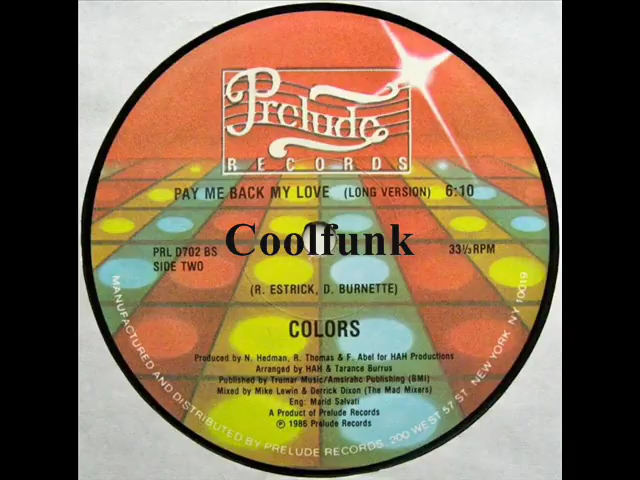 Prelude
RECORDS
PAY ME BACK MY LOVE (LONG VERSION) 6:10
Coolfunk
PRL D702 BS
SIDE TWO
33⅓ RPM
(R. ESTRICK, D. BURNETTE)
COLORS
Produced by N. Hedman, R. Thomas & F. Abel for HAH Productions
Arranged by HAH & Tarance Burrus
Published by Trumar Music/Amsirahc Publishing (BMI)
Mixed by Mike Lewin & Derrick Dixon (The Mad Mixers)
Eng: Marid Salvati
A Product of Prelude Records
℗ 1986 Prelude Records
MANUFACTURED AND DISTRIBUTED BY PRELUDE RECORDS, 200 WEST 57 ST. NEW YORK, NY 10019